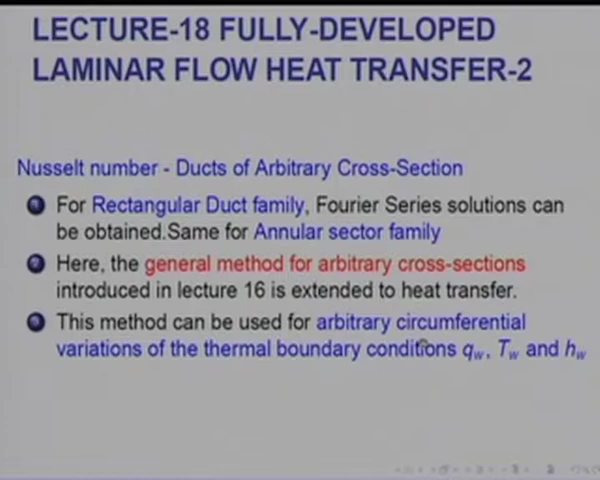 LECTURE-18 FULLY-DEVELOPED
LAMINAR FLOW HEAT TRANSFER-2
Nusselt number - Ducts of Arbitrary Cross-Section
1 For Rectangular Duct family, Fourier Series solutions can
be obtained.Same for Annular sector family
2 Here, the general method for arbitrary cross-sections
introduced in lecture 16 is extended to heat transfer.
3 This method can be used for arbitrary circumferential
variations of the thermal boundary conditions qw, Tw and hw